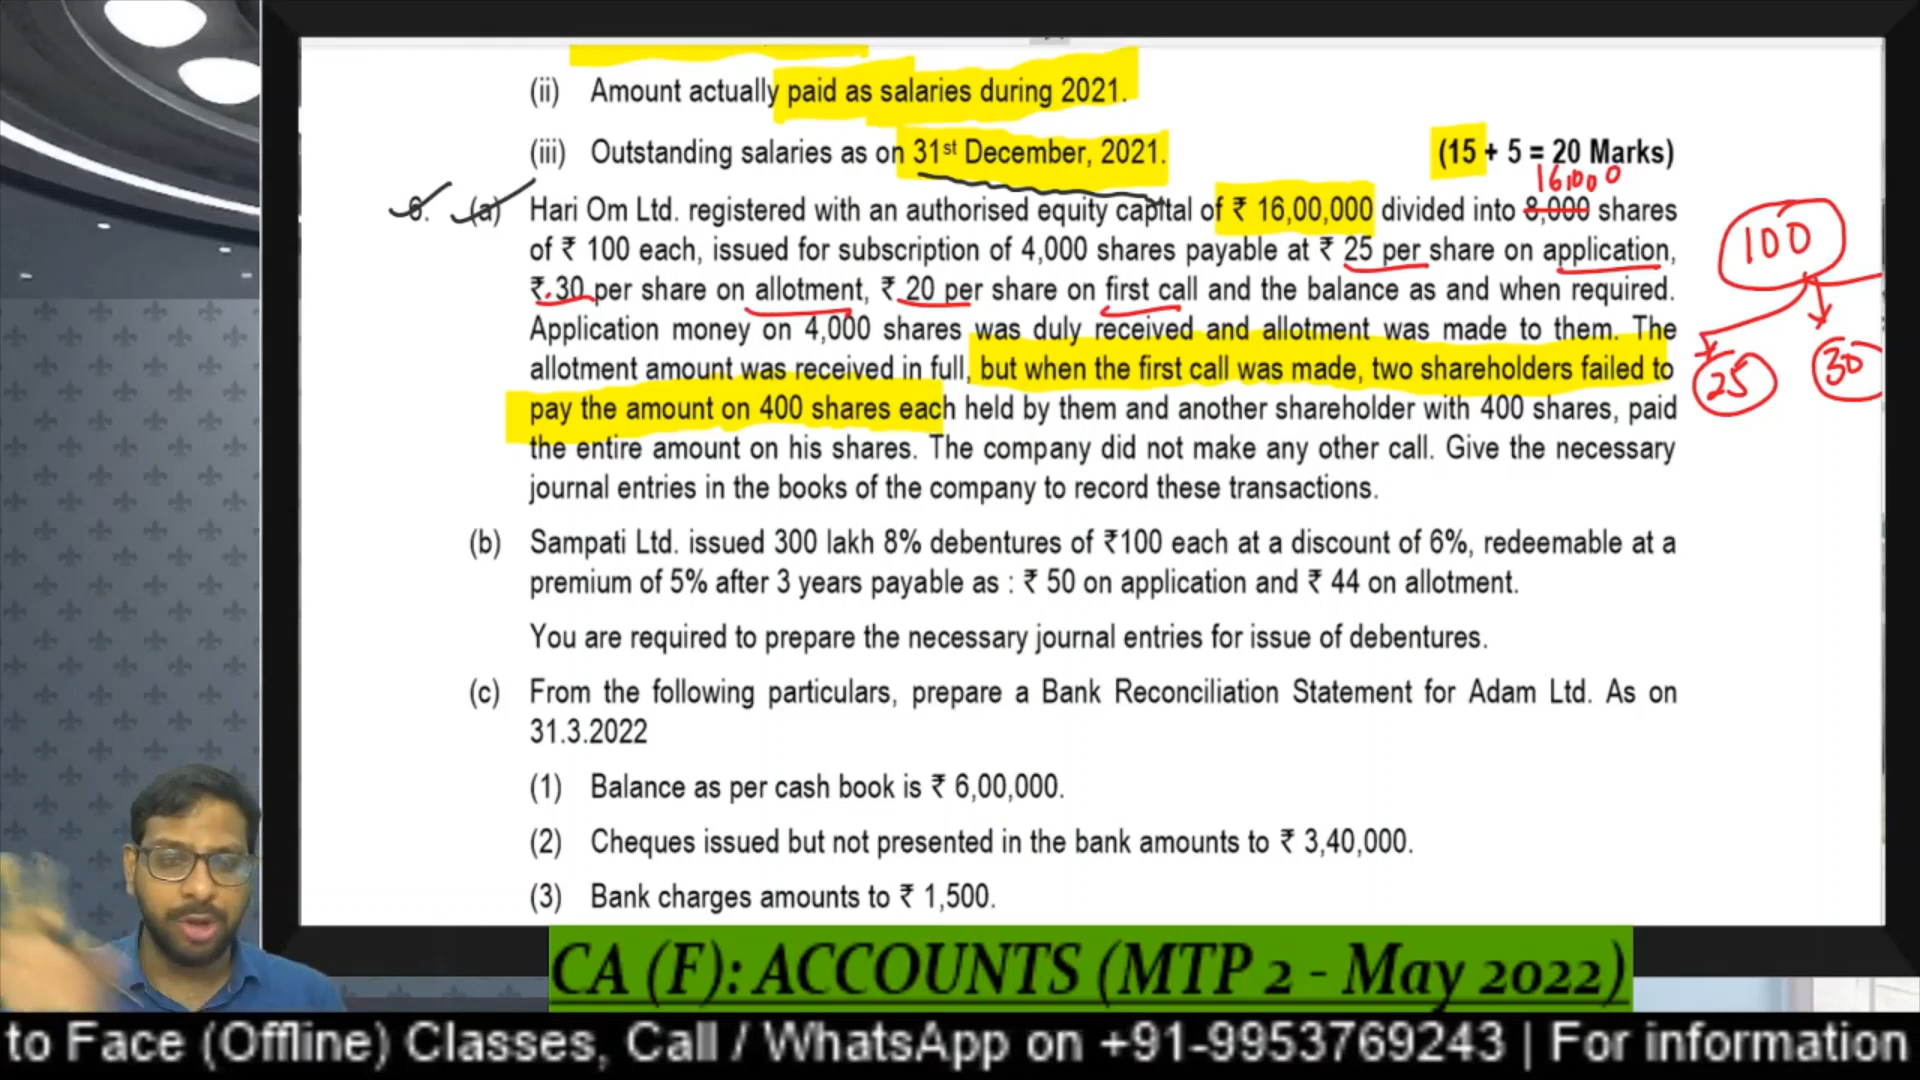 (ii) Amount actually paid as salaries during 2021.
(iii) Outstanding salaries as on 31st December, 2021. (15 + 5 = 20 Marks)
16,000
6. (a) Hari Om Ltd. registered with an authorised equity capital of ₹ 16,00,000 divided into 8,000 shares
of ₹ 100 each, issued for subscription of 4,000 shares payable at ₹ 25 per share on application,
100
₹ 30 per share on allotment, ₹ 20 per share on first call and the balance as and when required.
Application money on 4,000 shares was duly received and allotment was made to them. The
allotment amount was received in full, but when the first call was made, two shareholders failed to
25 30
pay the amount on 400 shares each held by them and another shareholder with 400 shares, paid
the entire amount on his shares. The company did not make any other call. Give the necessary
journal entries in the books of the company to record these transactions.
(b) Sampati Ltd. issued 300 lakh 8% debentures of ₹100 each at a discount of 6%, redeemable at a
premium of 5% after 3 years payable as : ₹ 50 on application and ₹ 44 on allotment.
You are required to prepare the necessary journal entries for issue of debentures.
(c) From the following particulars, prepare a Bank Reconciliation Statement for Adam Ltd. As on
31.3.2022
(1) Balance as per cash book is ₹ 6,00,000.
(2) Cheques issued but not presented in the bank amounts to ₹ 3,40,000.
(3) Bank charges amounts to ₹ 1,500.
CA (F): ACCOUNTS (MTP 2 - May 2022)
to Face (Offline) Classes, Call / WhatsApp on +91-9953769243 | For information